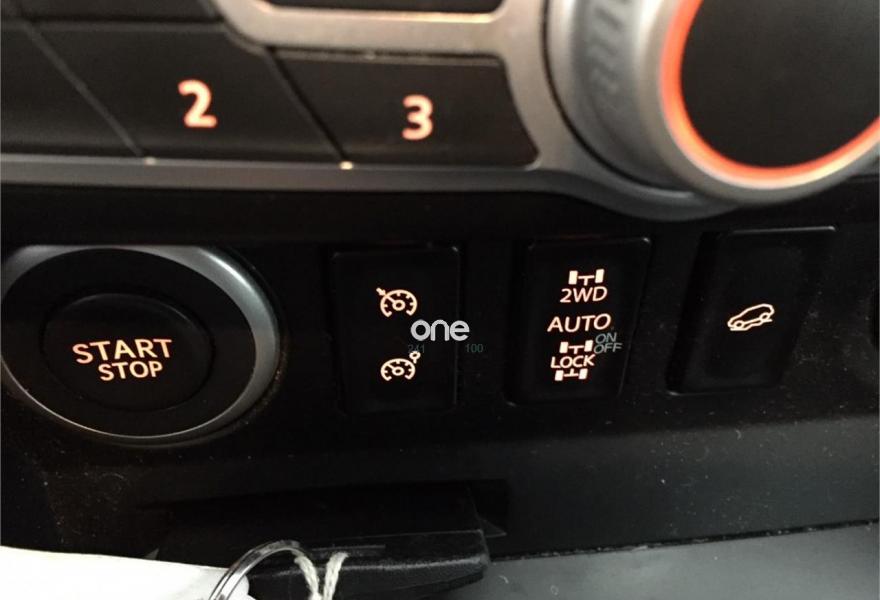 2
3
START
STOP
2WD
AUTO
LOCK
one
241 100
ON
OFF